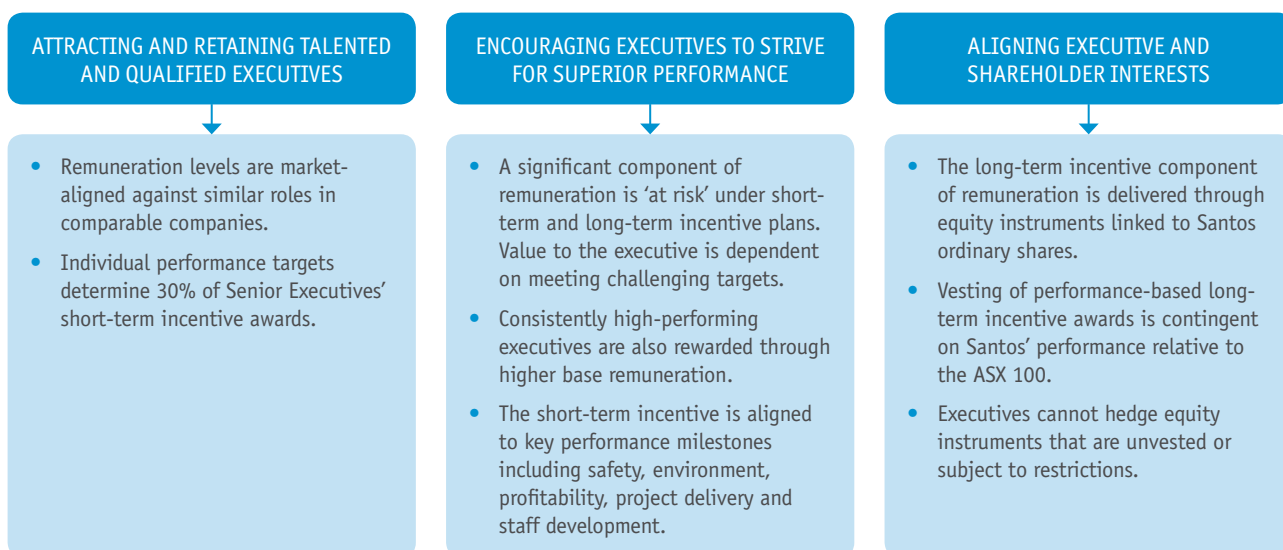 ATTRACTING AND RETAINING TALENTED
AND QUALIFIED EXECUTIVES
• Remuneration levels are market-
aligned against similar roles in
comparable companies.
• Individual performance targets
determine 30% of Senior Executives’
short-term incentive awards.
ENCOURAGING EXECUTIVES TO STRIVE
FOR SUPERIOR PERFORMANCE
• A significant component of
remuneration is ‘at risk’ under short-
term and long-term incentive plans.
Value to the executive is dependent
on meeting challenging targets.
• Consistently high-performing
executives are also rewarded through
higher base remuneration.
• The short-term incentive is aligned
to key performance milestones
including safety, environment,
profitability, project delivery and
staff development.
ALIGNING EXECUTIVE AND
SHAREHOLDER INTERESTS
• The long-term incentive component
of remuneration is delivered through
equity instruments linked to Santos
ordinary shares.
• Vesting of performance-based long-
term incentive awards is contingent
on Santos’ performance relative to
the ASX 100.
• Executives cannot hedge equity
instruments that are unvested or
subject to restrictions.